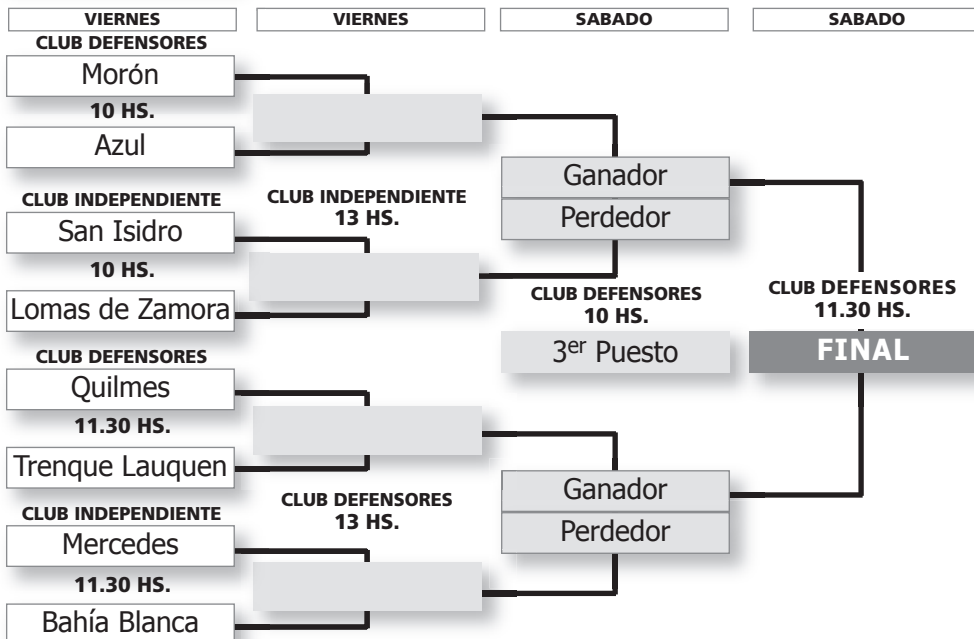 VIERNES
VIERNES
SABADO
SABADO
CLUB DEFENSORES
Morón
10 HS.
Azul
CLUB INDEPENDIENTE
San Isidro
10 HS.
Lomas de Zamora
CLUB DEFENSORES
Quilmes
11.30 HS.
Trenque Lauquen
CLUB INDEPENDIENTE
Mercedes
11.30 HS.
Bahía Blanca
CLUB INDEPENDIENTE
13 HS.
CLUB DEFENSORES
13 HS.
Ganador
Perdedor
CLUB DEFENSORES
10 HS.
3er Puesto
Ganador
Perdedor
CLUB DEFENSORES
11.30 HS.
FINAL